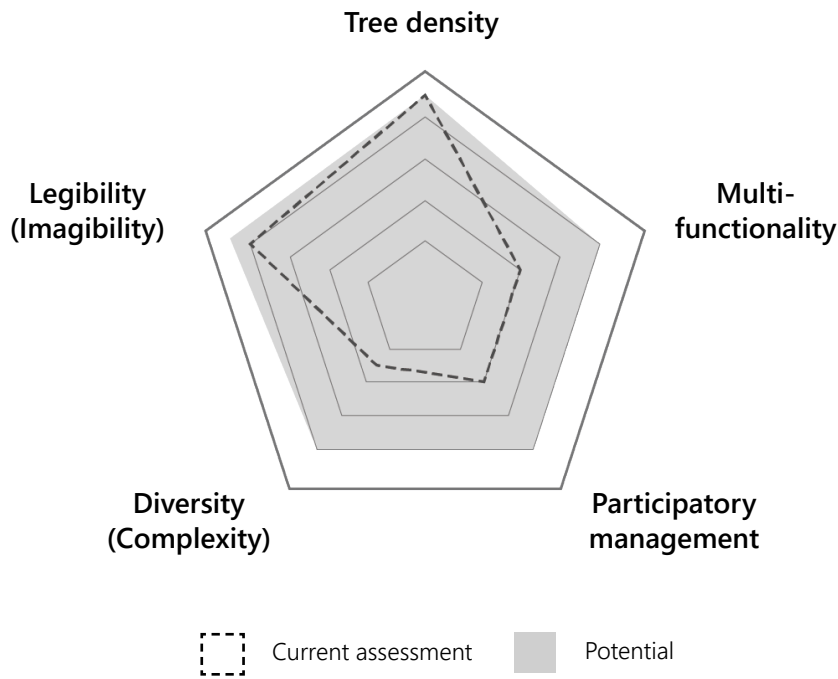 Tree density
Legibility
(Imagibility)
Multi-
functionality
Diversity
(Complexity)
Participatory
management
Current assessment
Potential